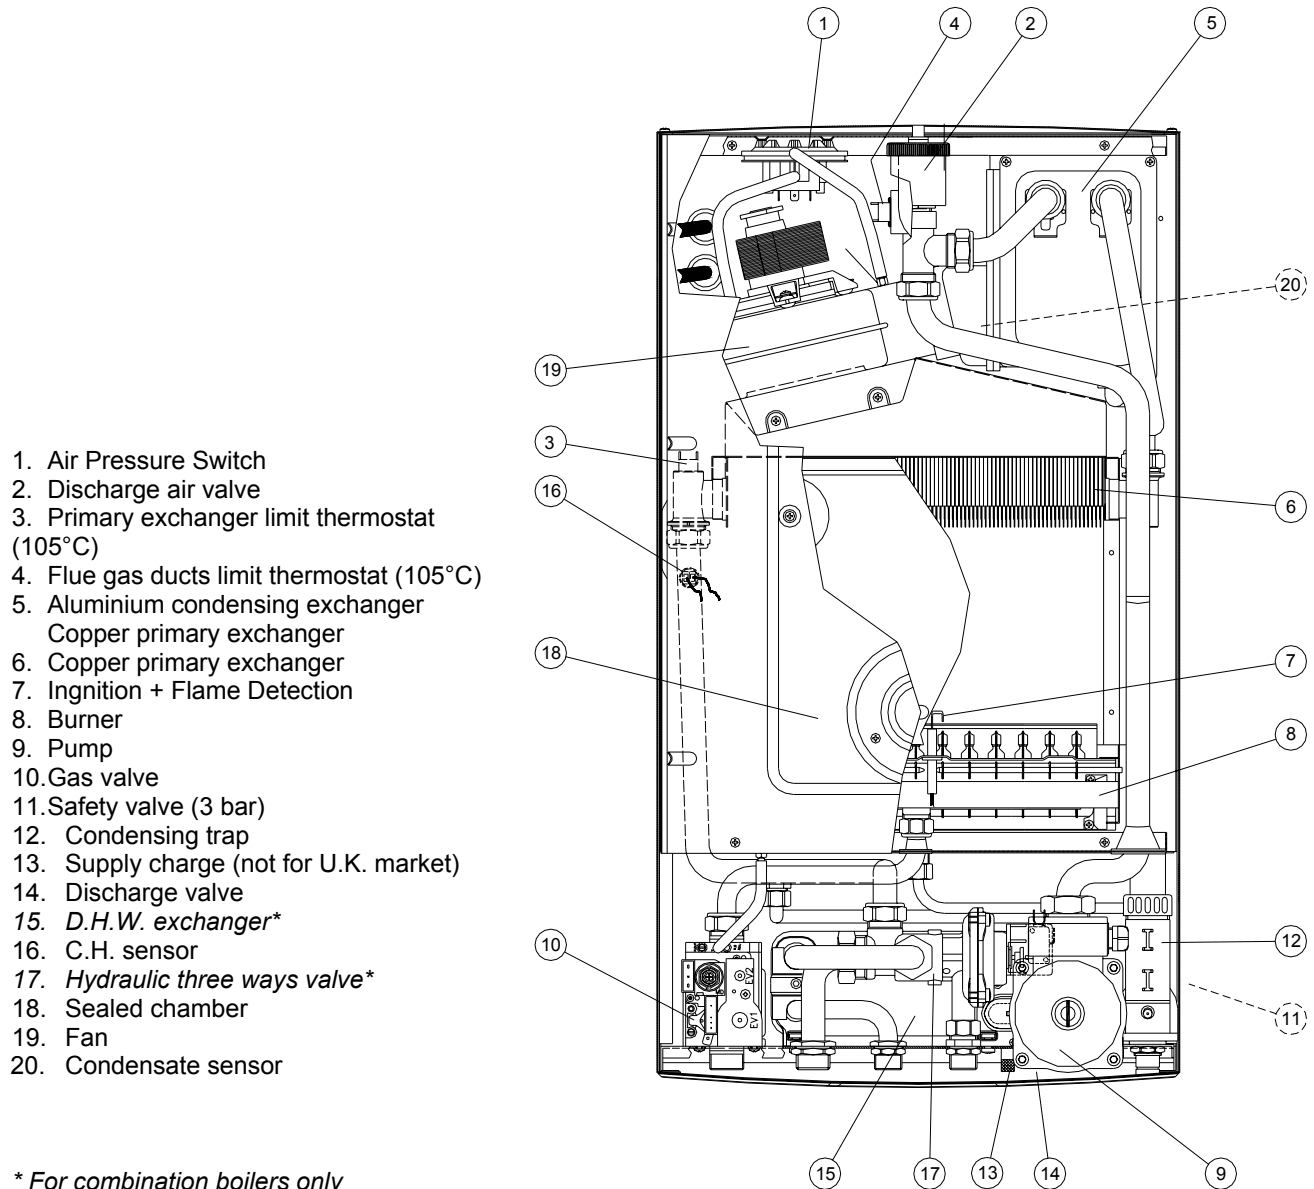 1 4 2 5
20
19
3
16
6
18
7
8
10
12
11
15 17 13 14 9
EV2
EV1
1. Air Pressure Switch
2. Discharge air valve
3. Primary exchanger limit thermostat
(105°C)
4. Flue gas ducts limit thermostat (105°C)
5. Aluminium condensing exchanger
Copper primary exchanger
6. Copper primary exchanger
7. Ingnition + Flame Detection
8. Burner
9. Pump
10.Gas valve
11.Safety valve (3 bar)
12. Condensing trap
13. Supply charge (not for U.K. market)
14. Discharge valve
15. D.H.W. exchanger*
16. C.H. sensor
17. Hydraulic three ways valve*
18. Sealed chamber
19. Fan
20. Condensate sensor
* For combination boilers only